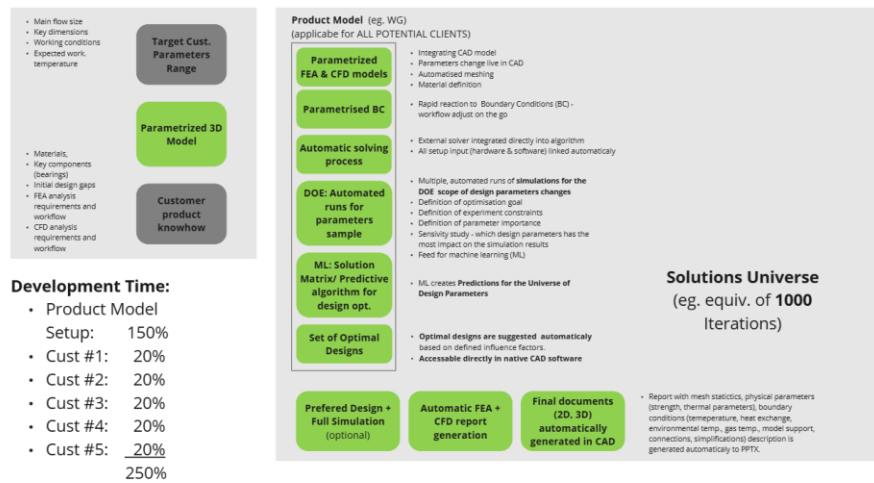 • Main flow size
• Key dimensions
• Working conditions
• Expected work.
temperature
Target Cust.
Parameters
Range
Parametrized 3D
Model
• Materials,
• Key components
(bearings)
• Initial design gaps
• FEA analysis
requirements and
workflow
• CFD analysis
requirements and
workflow
Customer
product
knowhow
Development Time:
• Product Model
Setup: 150%
• Cust #1: 20%
• Cust #2: 20%
• Cust #3: 20%
• Cust #4: 20%
• Cust #5: 20%
250%
Product Model (eg. WG)
(applicabe for ALL POTENTIAL CLIENTS)
Parametrized
FEA & CFD models
• Integrating CAD model
• Parameters change live in CAD
• Automatised meshing
• Material definition
Parametrised BC
• Rapid reaction to Boundary Conditions (BC) -
workflow adjust on the go
Automatic solving
process
• External solver integrated directly into algorithm
• All setup input (hardware & software) linked automaticaly
DOE: Automated
runs for
parameters
sample
• Multiple, automated runs of simulations for the
DOE scope of design parameters changes
• Definition of optimisation goal
• Definition of experiment constraints
• Definition of parameter importance
• Sensivity study - which design parameters has the
most impact on the simulation results
• Feed for machine learning (ML)
ML: Solution
Matrix/ Predictive
algorithm for
design opt.
• ML creates Predictions for the Universe of
Design Parameters
Set of Optimal
Designs
• Optimal designs are suggested automaticaly
based on defined influence factors.
• Accessable directly in native CAD software
Solutions Universe
(eg. equiv. of 1000
Iterations)
Prefered Design +
Full Simulation
(optional)
Automatic FEA +
CFD report
generation
Final documents
(2D, 3D)
automatically
generated in CAD
• Report with mesh statictics, physical parameters
(strength, thermal parameters), boundary
conditions (temeperature, heat exchange,
environmental temp., gas temp., model support,
connections, simplifications) description is
generated automaticaly to PPTX.